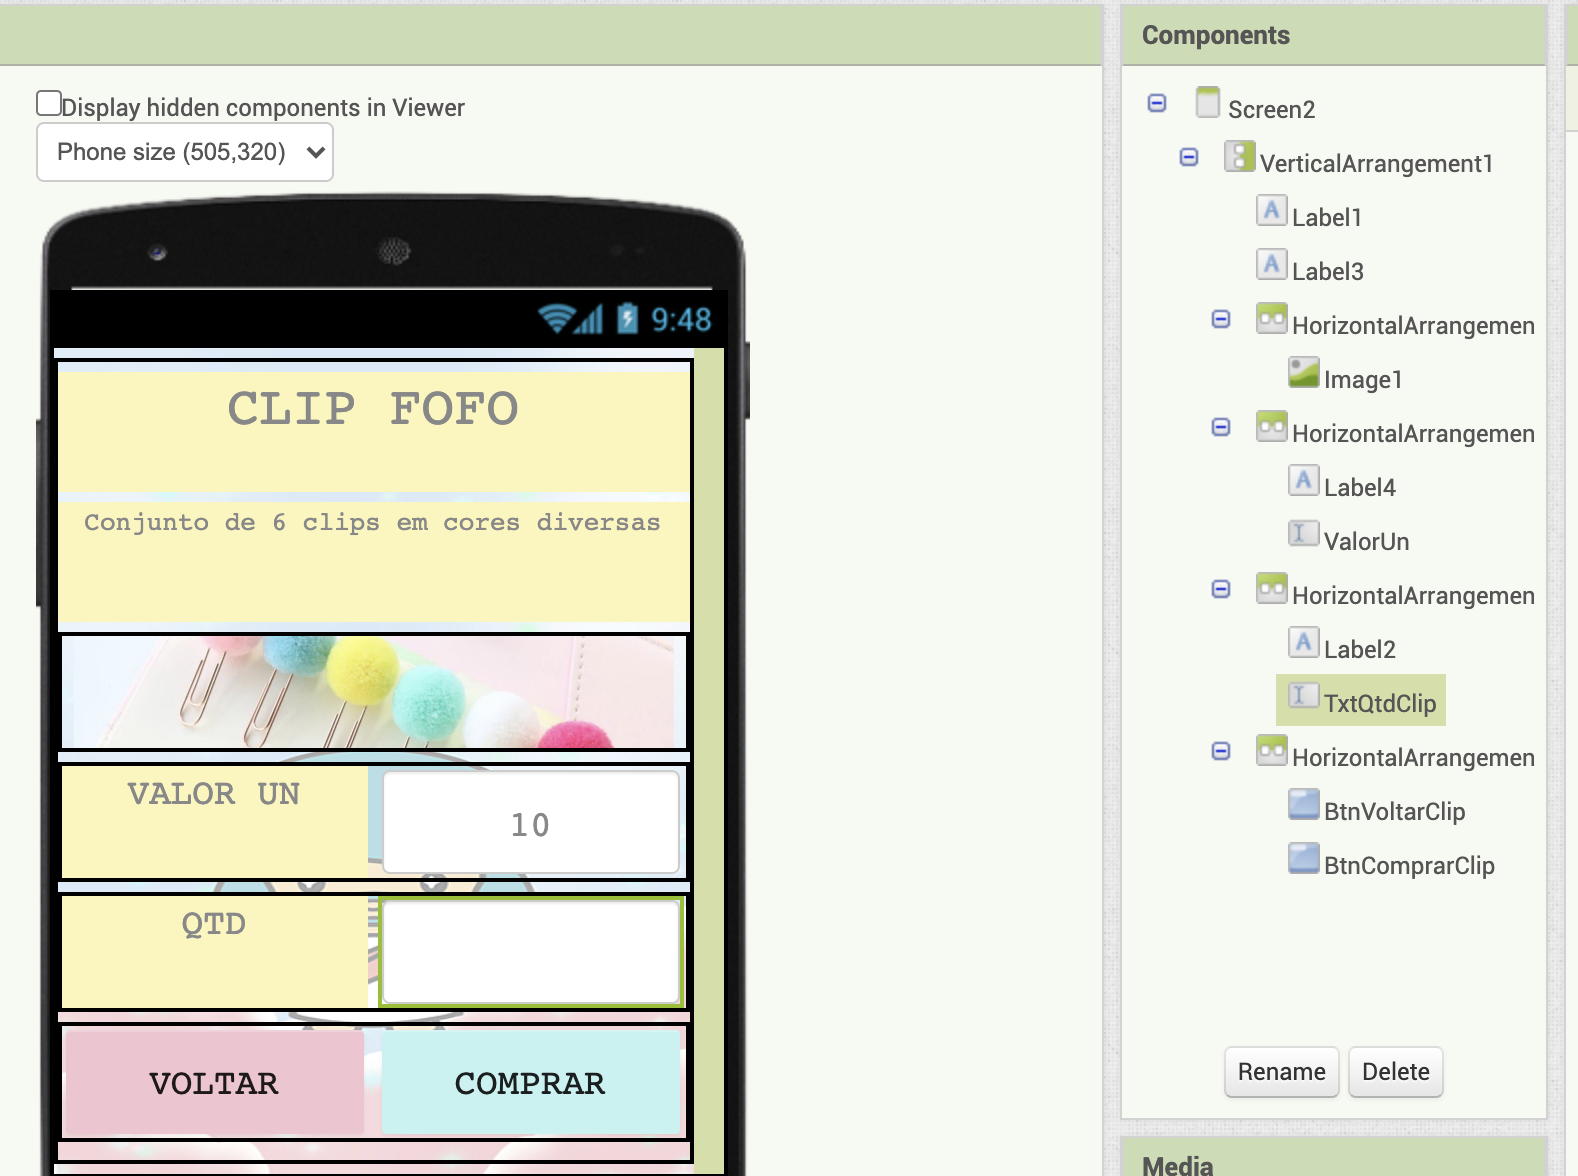 Display hidden components in Viewer
Phone size (505,320)
9:48
CLIP FOFO
Conjunto de 6 clips em cores diversas
VALOR UN
10
QTD
VOLTAR
COMPRAR
Components
Screen2
VerticalArrangement1
Label1
Label3
HorizontalArrangemen
Image1
HorizontalArrangemen
Label4
ValorUn
HorizontalArrangemen
Label2
TxtQtdClip
HorizontalArrangemen
BtnVoltarClip
BtnComprarClip
Rename
Delete
Media